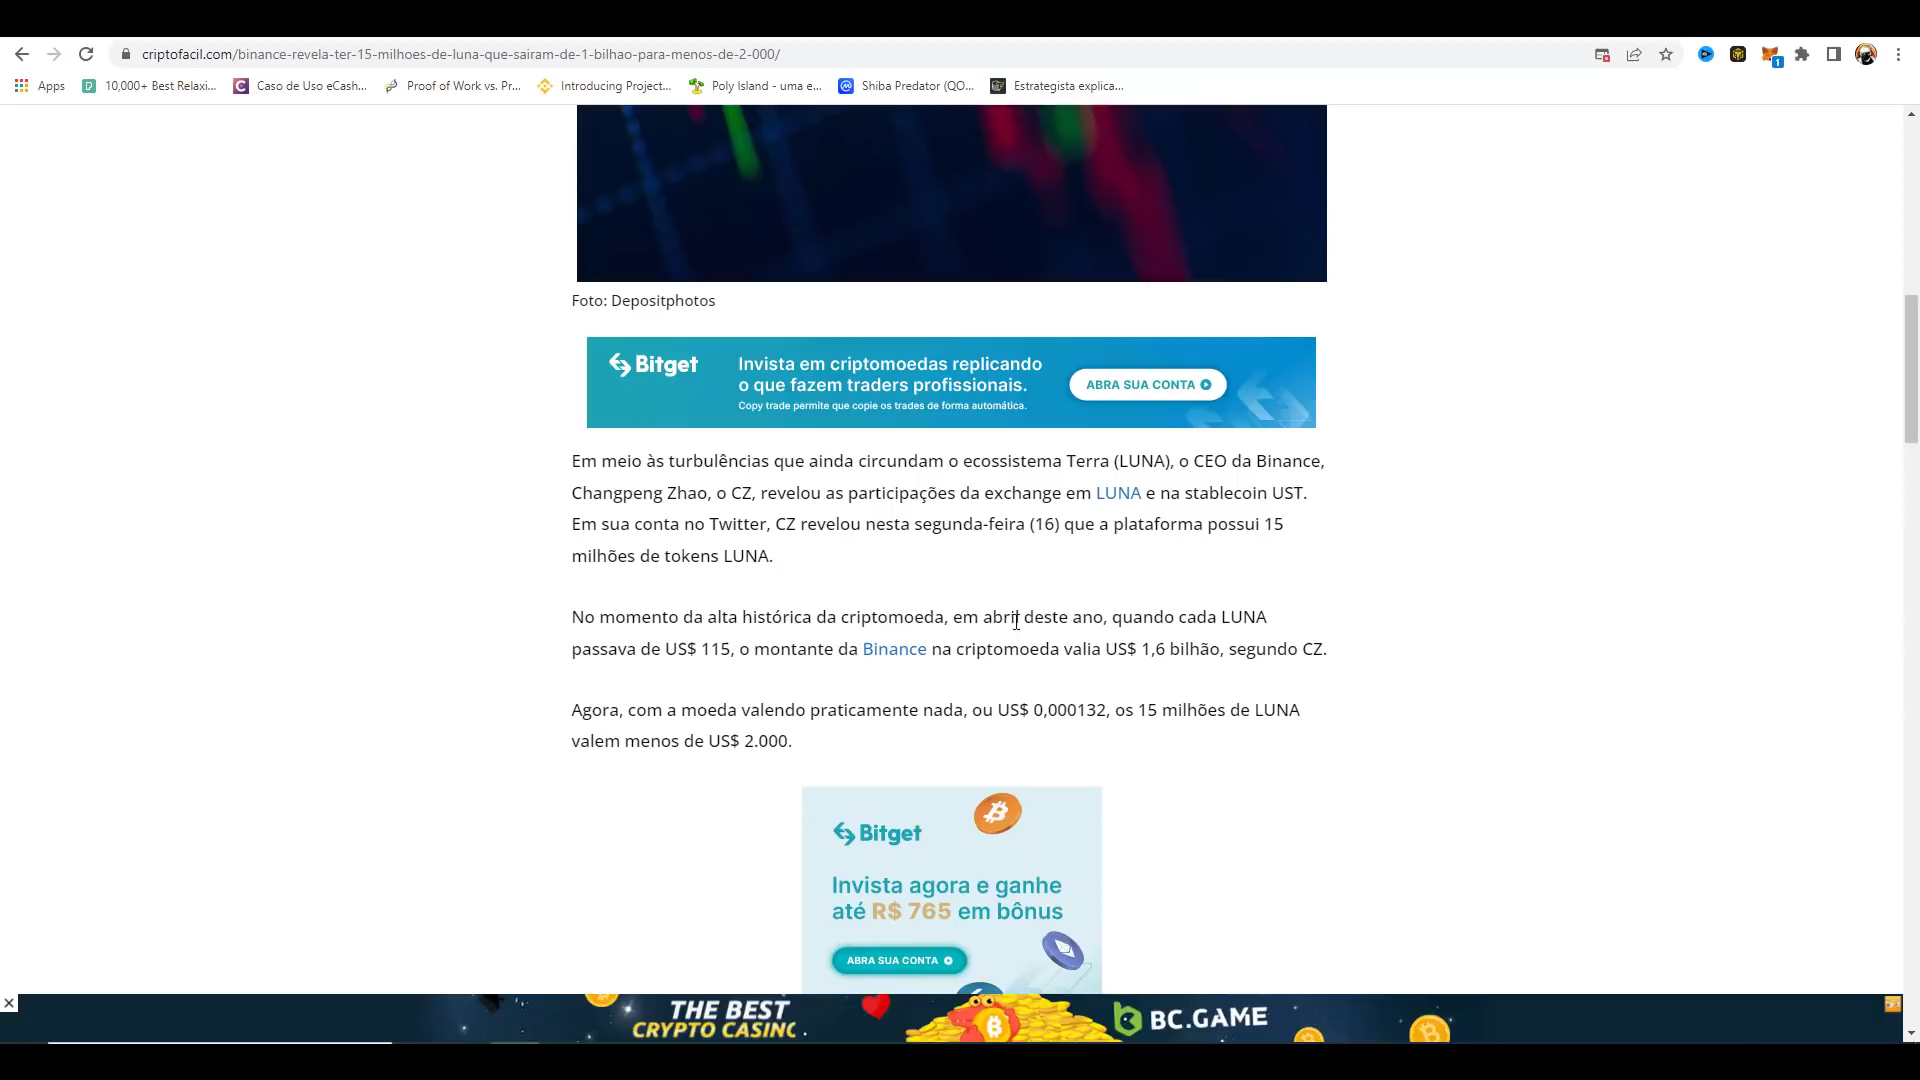 criptofacil.com/binance-revela-ter-15-milhoes-de-luna-que-sairam-de-1-bilhao-para-menos-de-2-000/
1
Apps
10,000+ Best Relaxi...
Caso de Uso eCash...
Proof of Work vs. Pr...
Introducing Project...
Poly Island - uma e...
Shiba Predator (QO...
Estrategista explica...
Foto: Depositphotos
Bitget
Invista em criptomoedas replicando
o que fazem traders profissionais.
Copy trade permite que copie os trades de forma automática.
ABRA SUA CONTA
Em meio às turbulências que ainda circundam o ecossistema Terra (LUNA), o CEO da Binance,
Changpeng Zhao, o CZ, revelou as participações da exchange em LUNA e na stablecoin UST.
Em sua conta no Twitter, CZ revelou nesta segunda-feira (16) que a plataforma possui 15
milhões de tokens LUNA.
No momento da alta histórica da criptomoeda, em abril deste ano, quando cada LUNA
passava de US$ 115, o montante da Binance na criptomoeda valia US$ 1,6 bilhão, segundo CZ.
Agora, com a moeda valendo praticamente nada, ou US$ 0,000132, os 15 milhões de LUNA
valem menos de US$ 2.000.
Bitget
Invista agora e ganhe
até R$ 765 em bônus
ABRA SUA CONTA
THE BEST
CRYPTO CASINO
BC.GAME